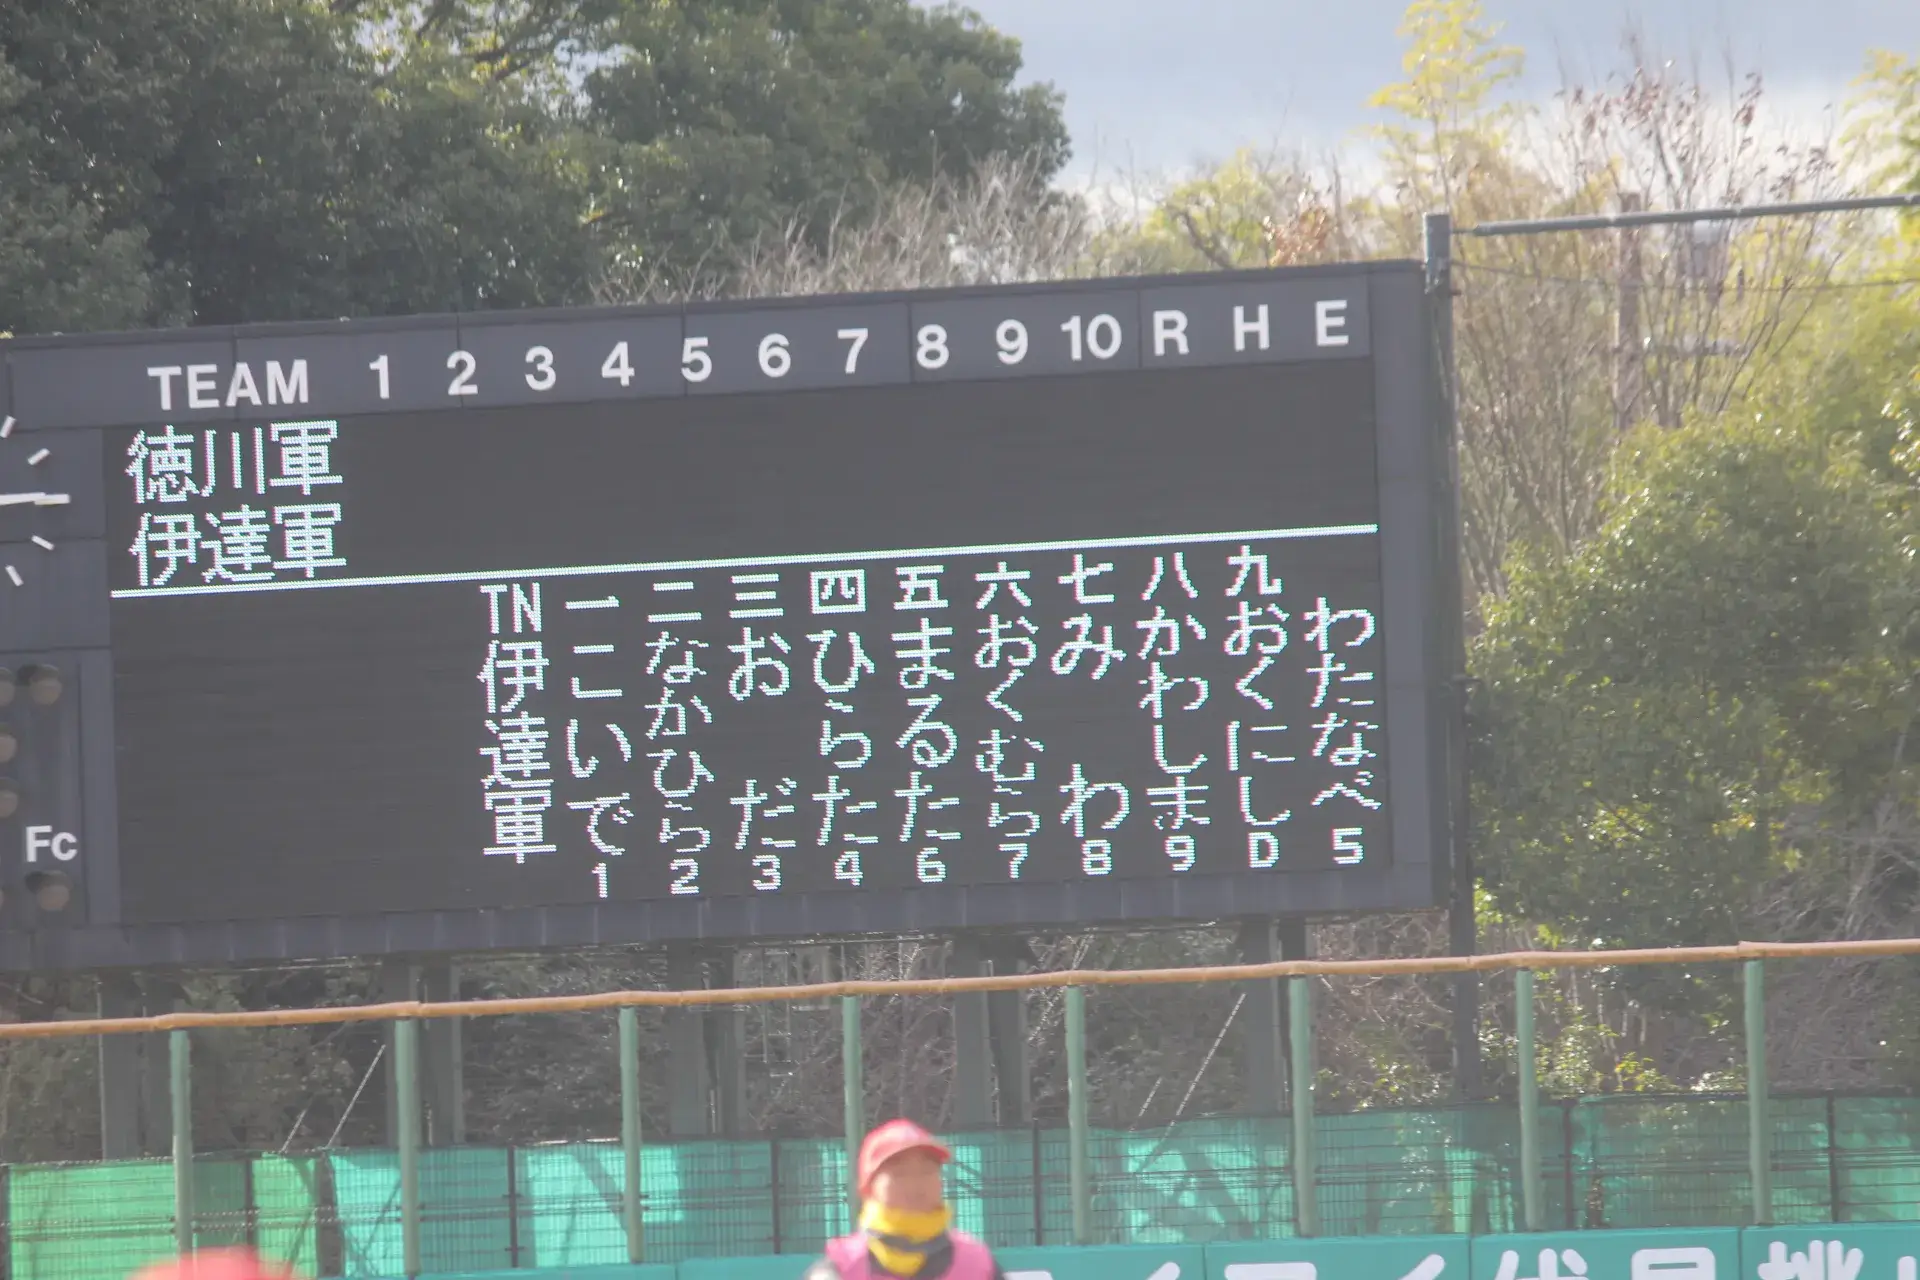 TEAM 1 2 3 4 5 6 7 8 9 10 R H E
徳川軍
伊達軍
TN伊達軍
一こいで1
二なかひら2
三おだ3
四ひらた4
五まるた6
六おくむら7
七みわ8
八かわしま9
九おくにしD
わたなべ5
Fc